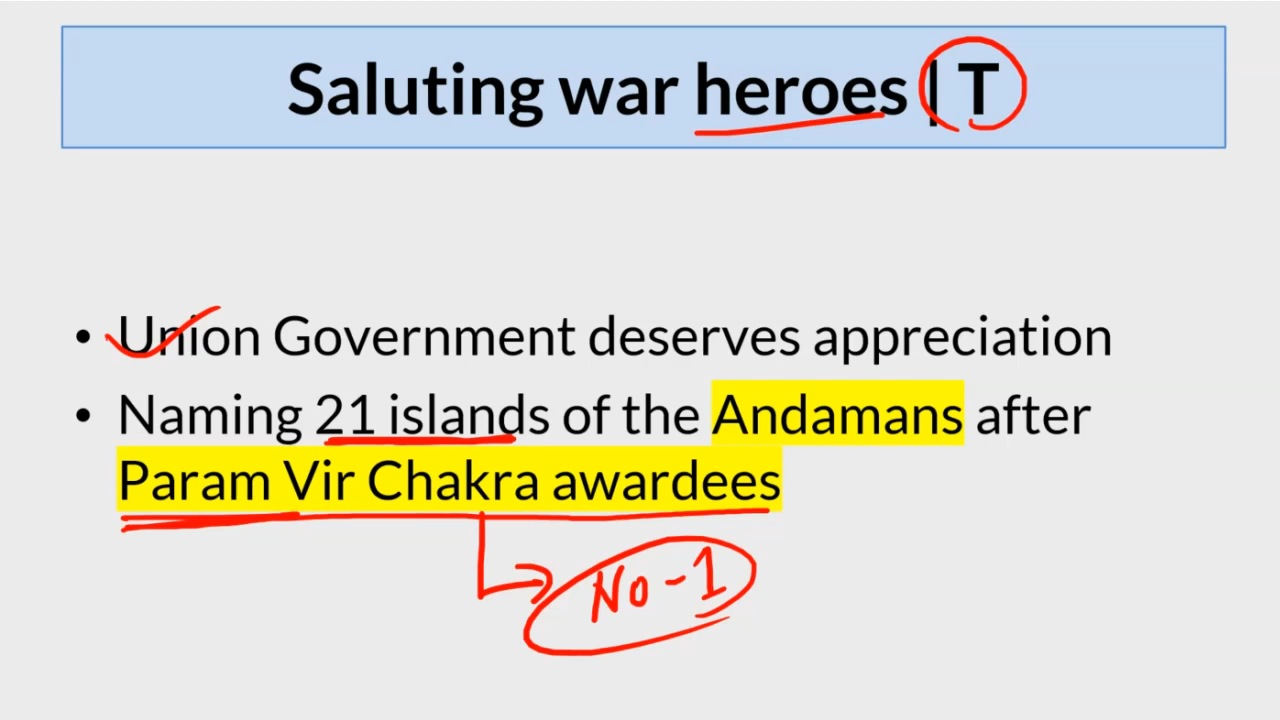 Saluting war heroes | T
• Union Government deserves appreciation
• Naming 21 islands of the Andamans after
Param Vir Chakra awardees
No-1